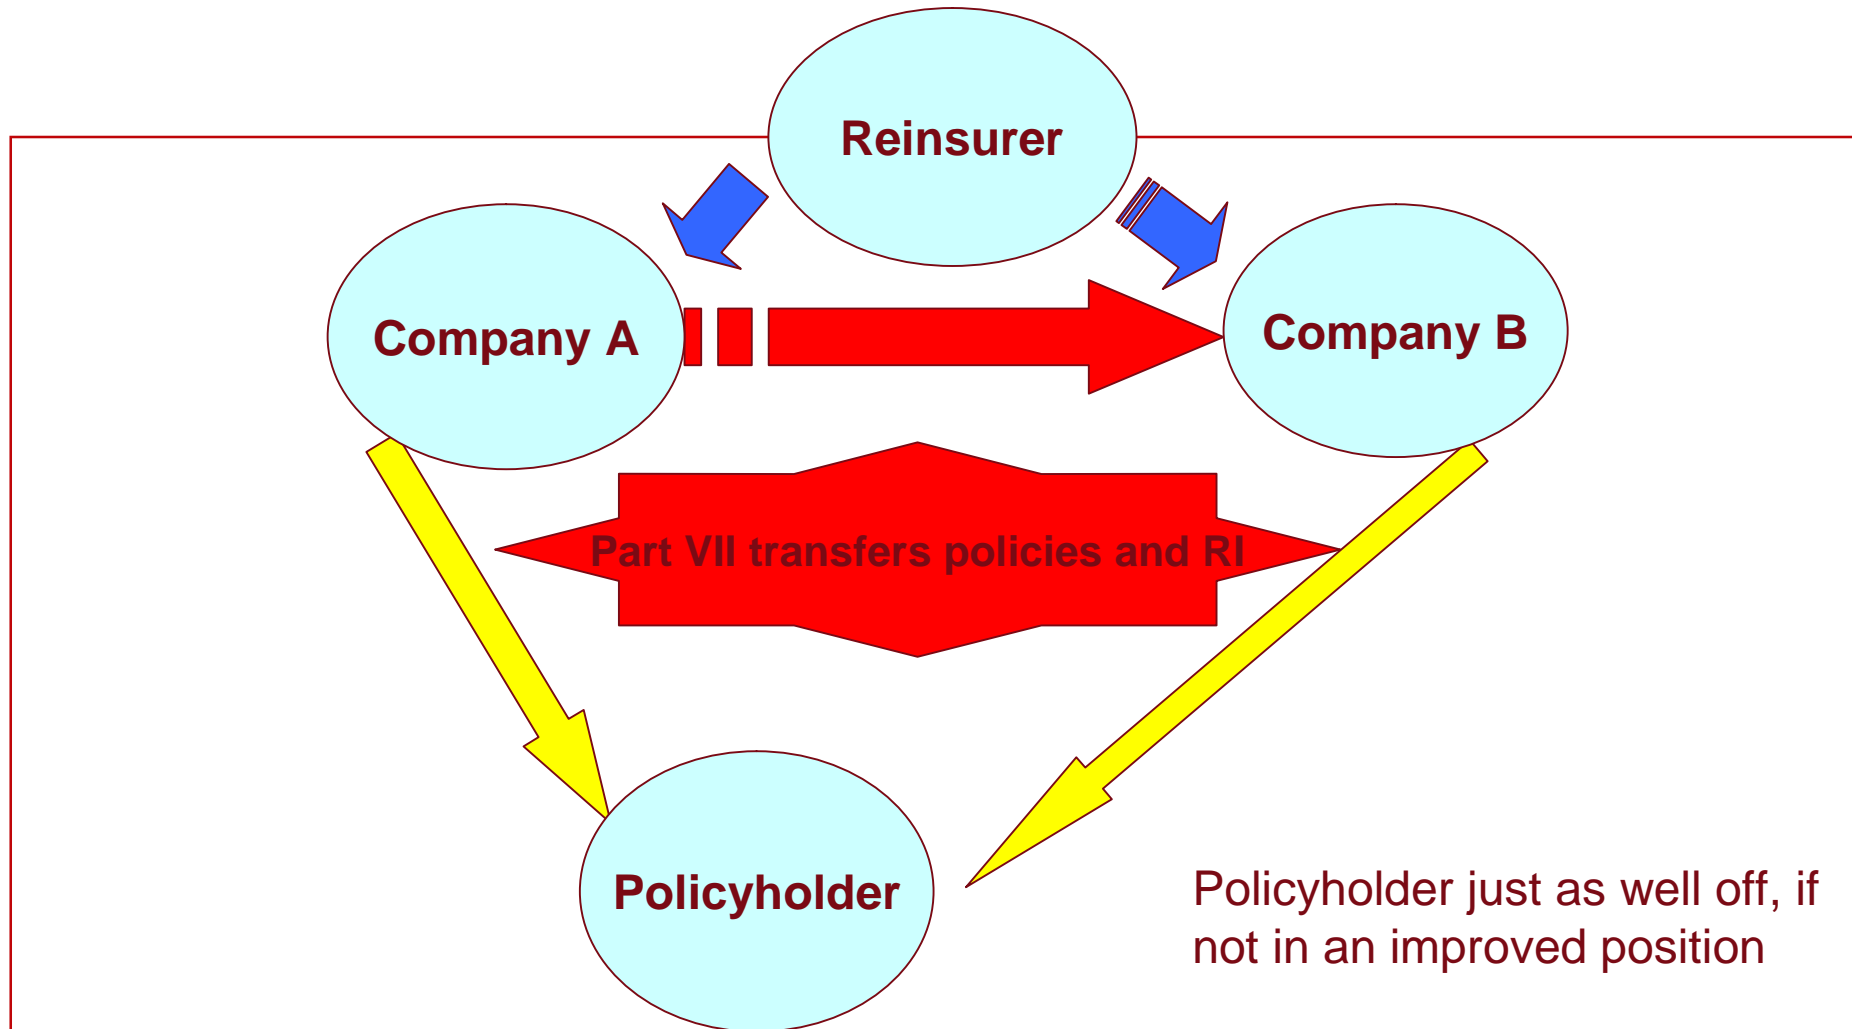 Reinsurer
Company A
Company B
Part VII transfers policies and RI
Policyholder
Policyholder just as well off, if
not in an improved position